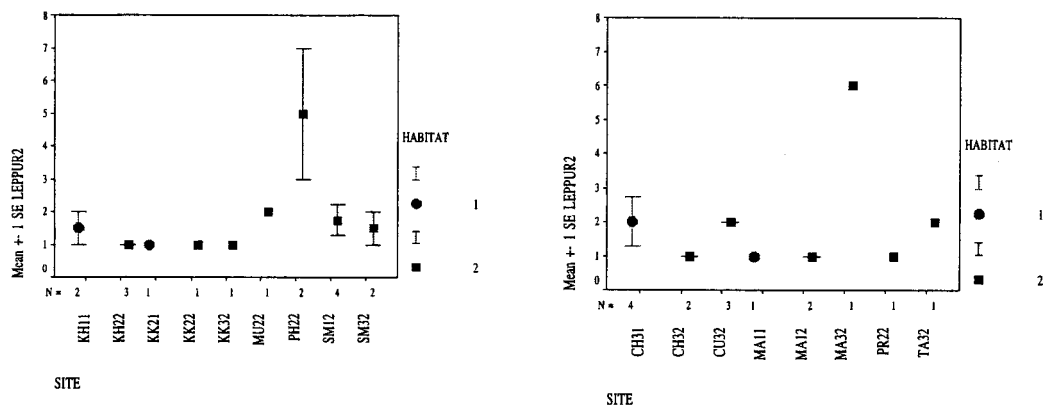 8
7
6
5
4
3
2
1
0
Mean +- 1 SE LEPPUR2
N = 2 3 1 1 1 1 2 4 2
KH11 KH22 KK21 KK22 KK32 MU22 PH22 SM12 SM32
SITE
HABITAT
1
2
8
7
6
5
4
3
2
1
0
Mean +- 1 SE LEPPUR2
N = 4 2 3 1 2 1 1 1
CH31 CH32 CU32 MA11 MA12 MA32 PR22 TA32
SITE
HABITAT
1
2